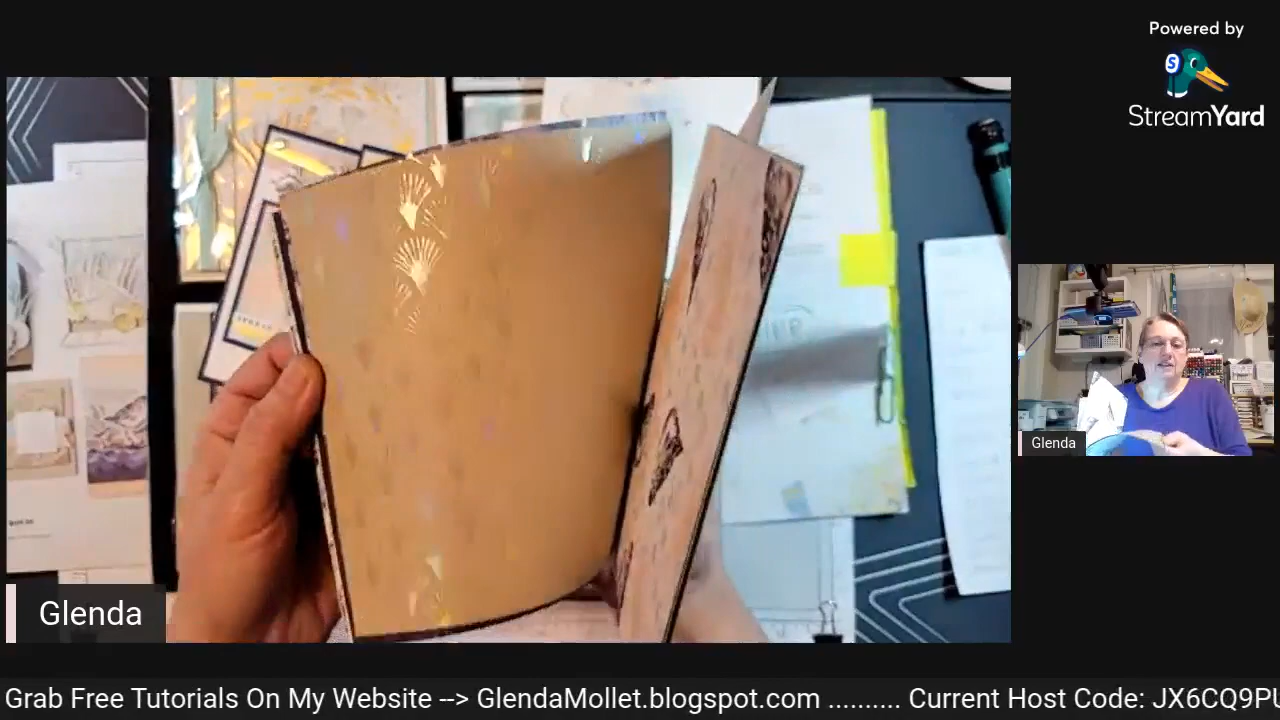 Powered by
StreamYard
Glenda
Glenda
Grab Free Tutorials On My Website --> GlendaMollet.blogspot.com .......... Current Host Code: JX6CQ9PU